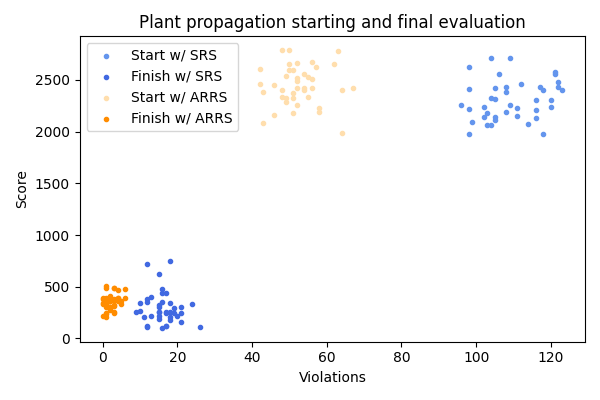 Plant propagation starting and final evaluation
Start w/ SRS
Finish w/ SRS
Start w/ ARRS
Finish w/ ARRS
Score
2500
2000
1500
1000
500
0
0
20
40
60
80
100
120
Violations